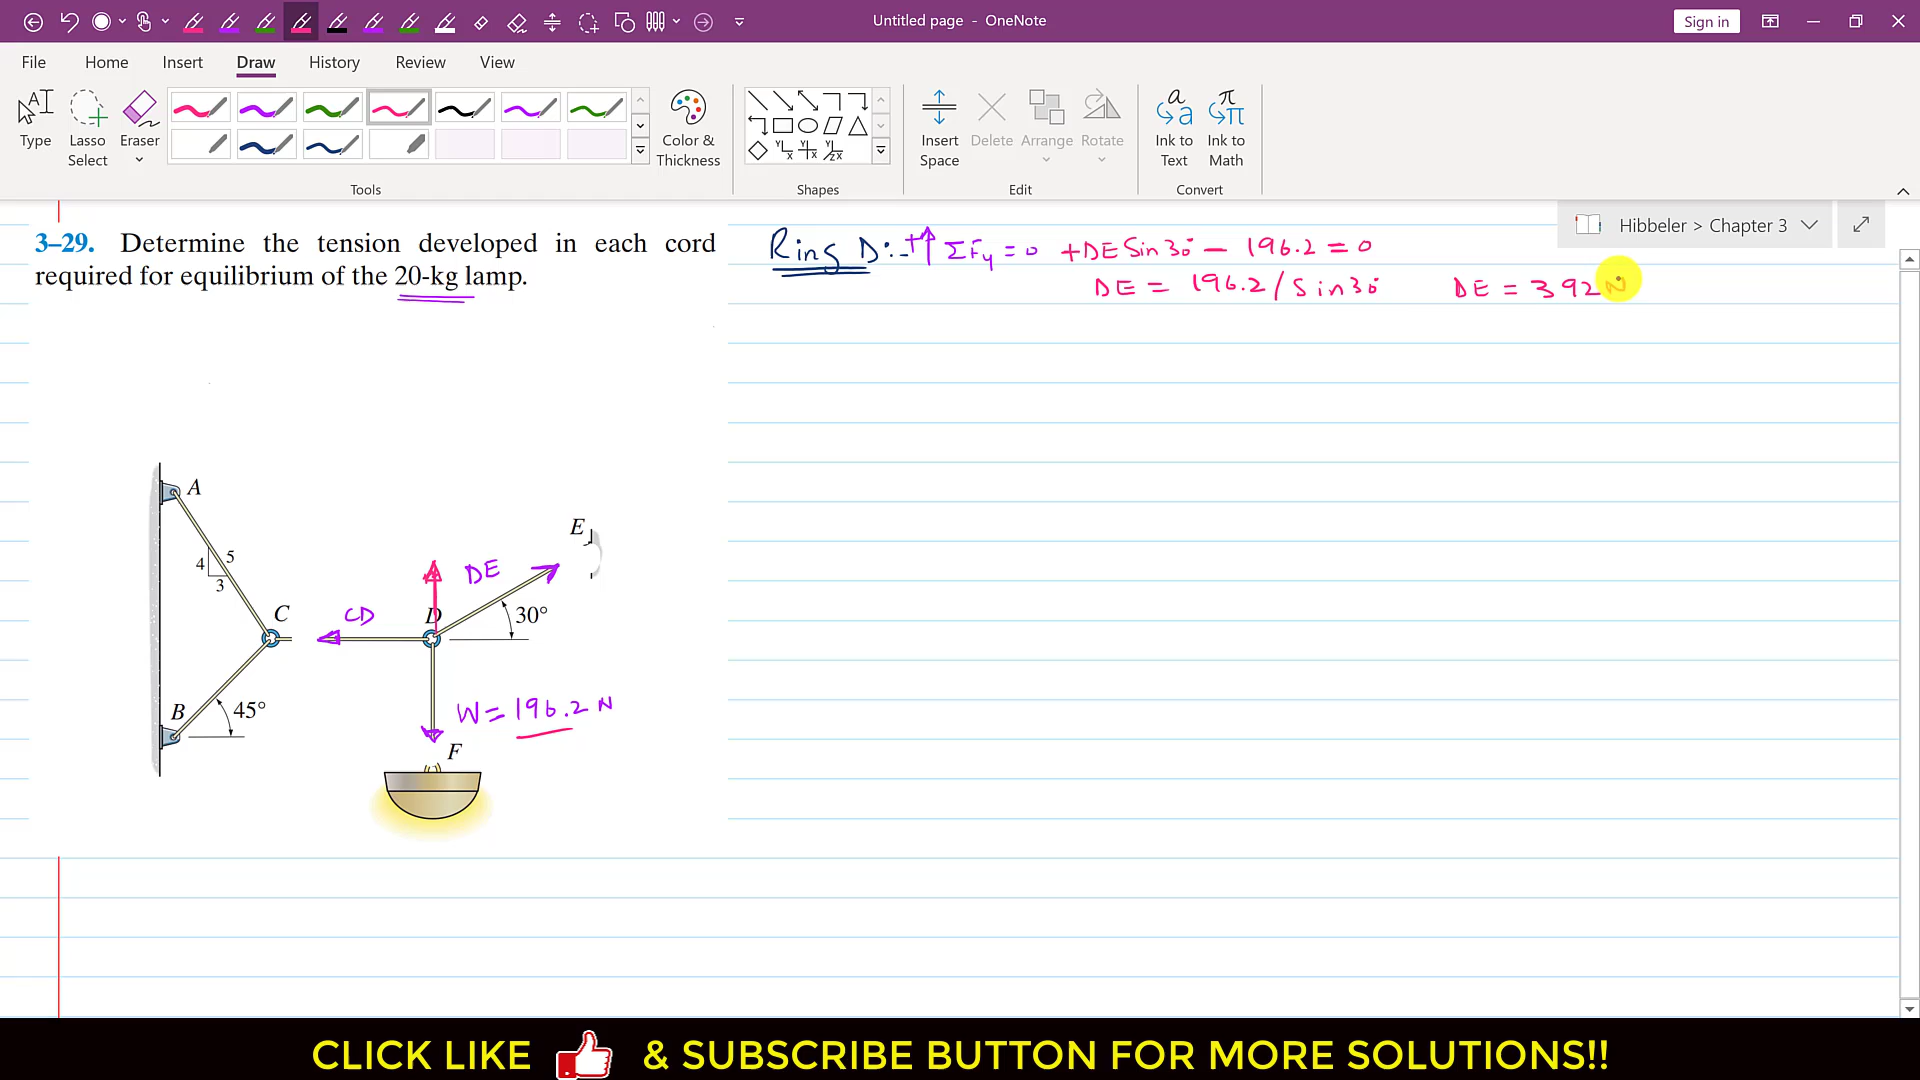 Untitled page - OneNote
Sign in
File Home Insert Draw History Review View
Type
Lasso Select
Eraser
Color & Thickness
Insert Space
Delete
Arrange
Rotate
Ink to Text
Ink to Math
Tools
Shapes
Edit
Convert
Hibbeler > Chapter 3
3–29. Determine the tension developed in each cord
required for equilibrium of the 20-kg lamp.
Ring D:- +↑ ΣFy = 0 +DE Sin30° - 196.2 = 0
DE = 196.2 / Sin30° DE = 392 N
A
E
4 5
3
DE
C
CD
D
30°
B
45°
W = 196.2 N
F
CLICK LIKE & SUBSCRIBE BUTTON FOR MORE SOLUTIONS!!